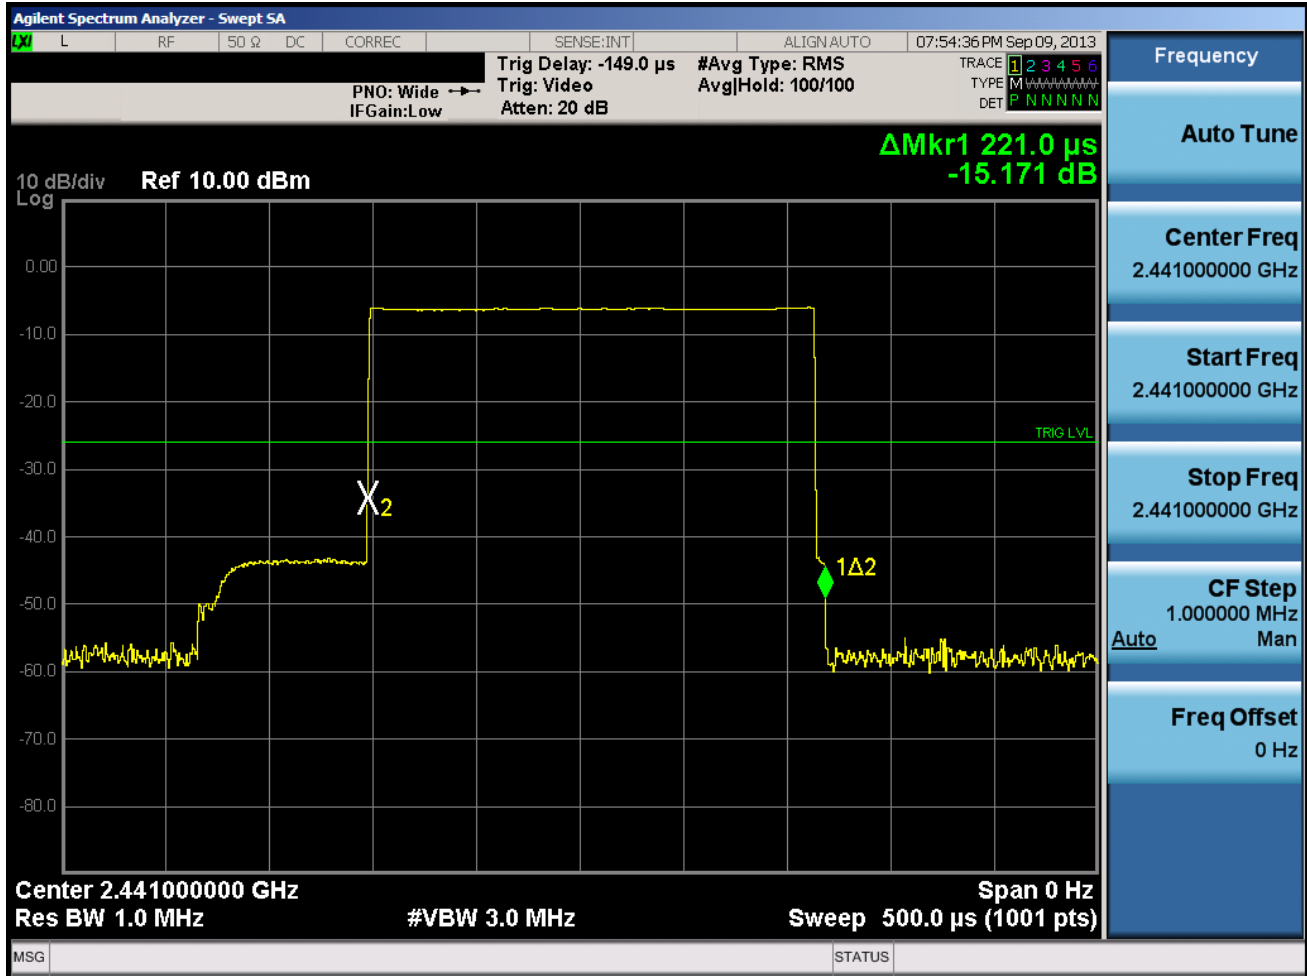 Agilent Spectrum Analyzer - Swept SA
LXI L RF 50 Ω DC CORREC SENSE:INT ALIGN AUTO 07:54:36 PM Sep 09, 2013
Trig Delay: -149.0 µs #Avg Type: RMS TRACE 1 2 3 4 5 6
PNO: Wide Trig: Video Avg|Hold: 100/100 TYPE M WWWWW
IFGain:Low Atten: 20 dB DET P N N N N N
ΔMkr1 221.0 µs
-15.171 dB
10 dB/div Ref 10.00 dBm
Log
0.00
-10.0
-20.0
TRIG LVL
-30.0
X2
-40.0
1Δ2
-50.0
-60.0
-70.0
-80.0
Center 2.441000000 GHz Span 0 Hz
Res BW 1.0 MHz #VBW 3.0 MHz Sweep 500.0 µs (1001 pts)
MSG STATUS
Frequency
Auto Tune
Center Freq
2.441000000 GHz
Start Freq
2.441000000 GHz
Stop Freq
2.441000000 GHz
CF Step
1.000000 MHz
Auto Man
Freq Offset
0 Hz